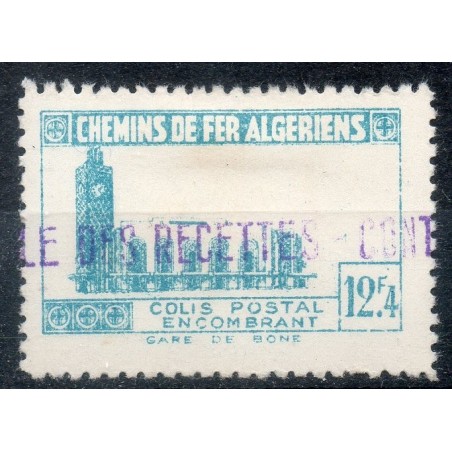 CHEMINS DE FER ALGERIENS
LE DES RECETTES - CONT
COLIS POSTAL
ENCOMBRANT
12F.4
GARE DE BONE